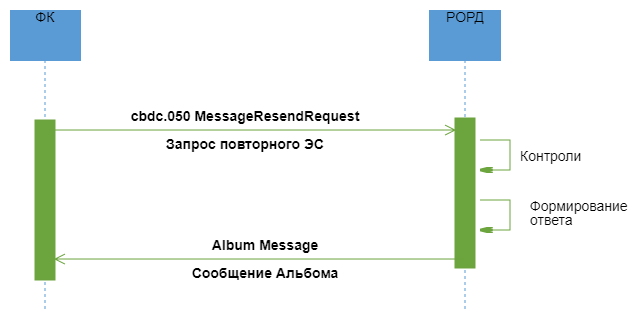 ФК
РОРД
cbdc.050 MessageResendRequest
Запрос повторного ЭС
Контроли
Формирование
ответа
Album Message
Сообщение Альбома